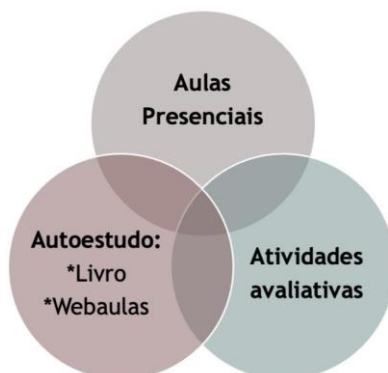 Aulas
Presenciais
Autoestudo:
*Livro
*Webaulas
Atividades
avaliativas